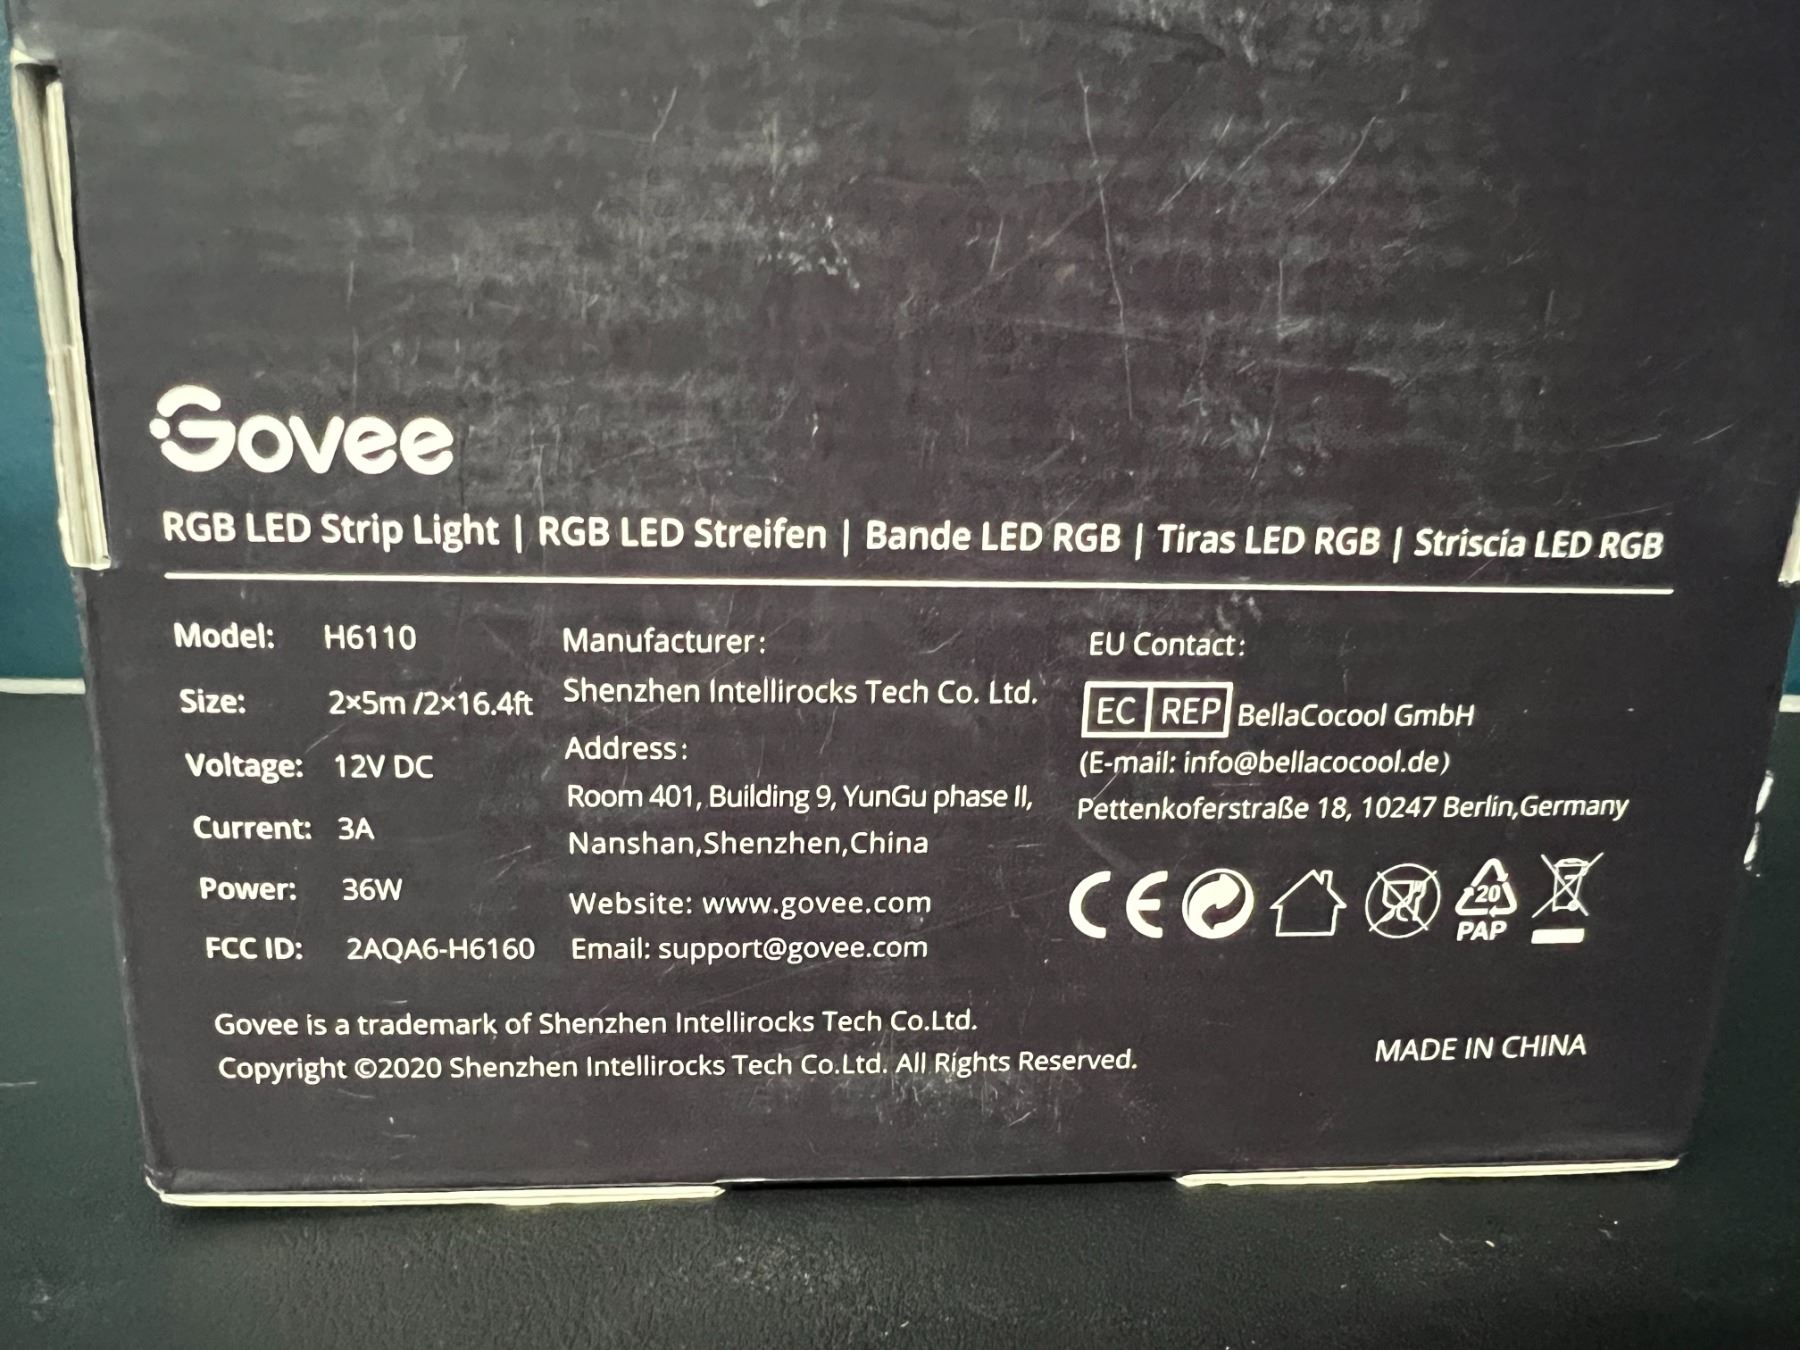 Govee
RGB LED Strip Light | RGB LED Streifen | Bande LED RGB | Tiras LED RGB | Striscia LED RGB
Model: H6110
Size: 2×5m /2×16.4ft
Voltage: 12V DC
Current: 3A
Power: 36W
FCC ID: 2AQA6-H6160
Manufacturer:
Shenzhen Intellirocks Tech Co. Ltd.
Address:
Room 401, Building 9, YunGu phase II,
Nanshan,Shenzhen,China
Website: www.govee.com
Email: support@govee.com
EU Contact:
EC REP BellaCocool GmbH
(E-mail: info@bellacocool.de)
Pettenkoferstraße 18, 10247 Berlin,Germany
CE
20
PAP
Govee is a trademark of Shenzhen Intellirocks Tech Co.Ltd.
Copyright ©2020 Shenzhen Intellirocks Tech Co.Ltd. All Rights Reserved.
MADE IN CHINA